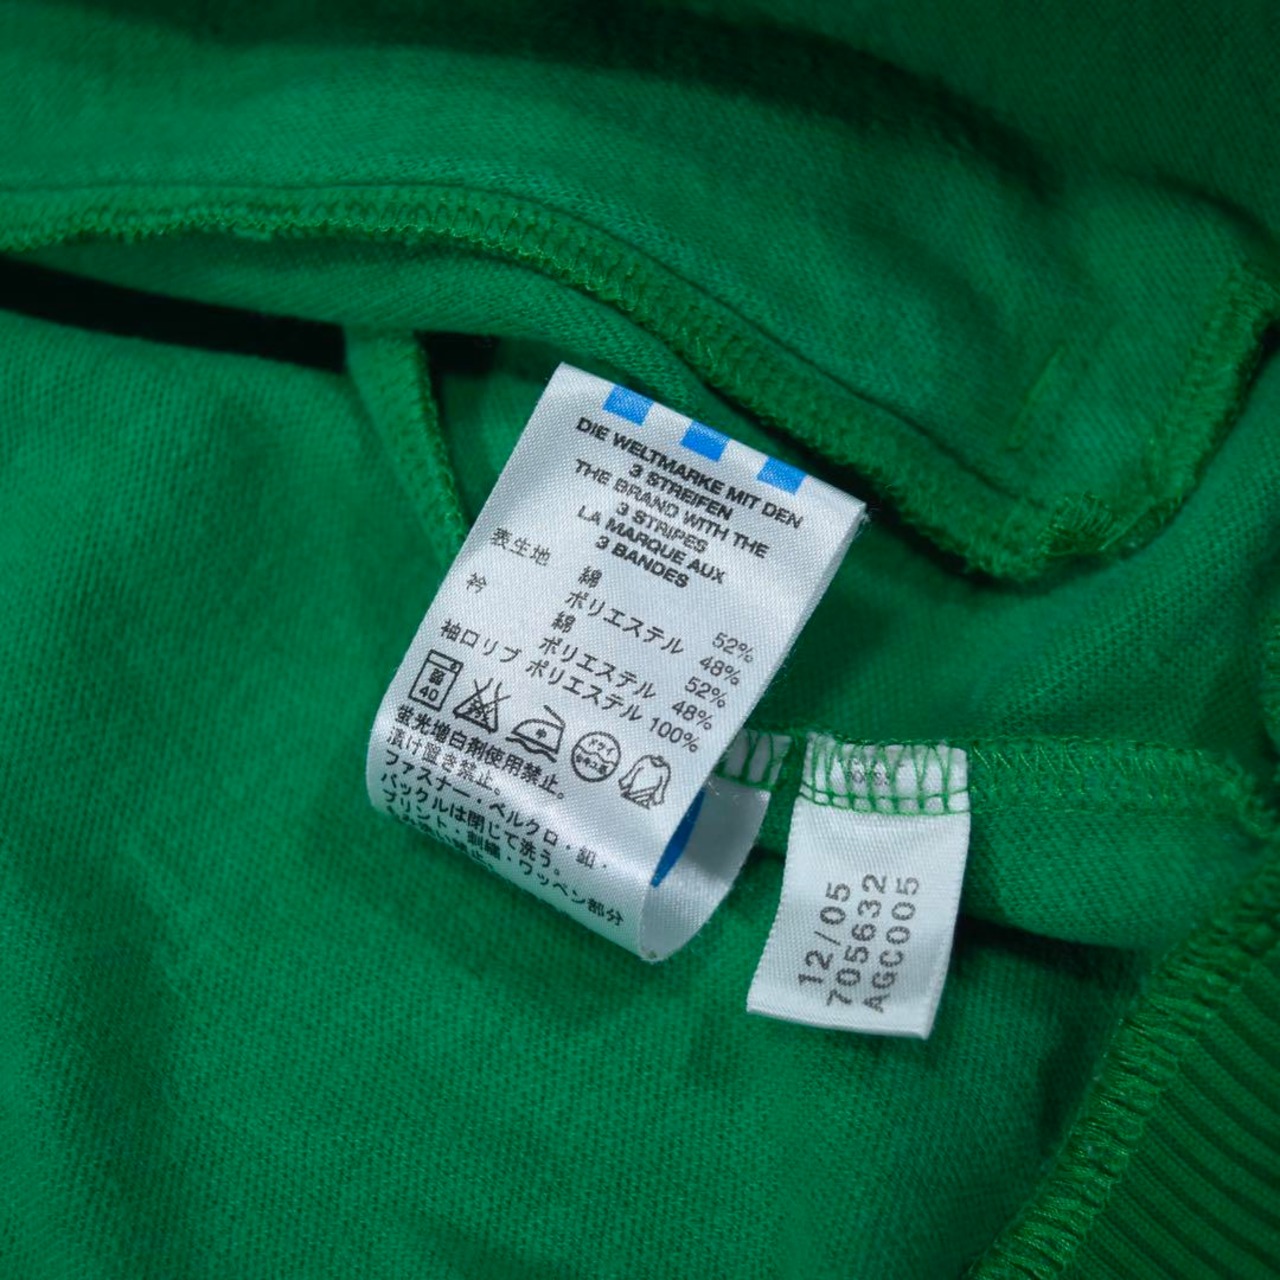 DIE WELTMARKE MIT DEN
3 STREIFEN
THE BRAND WITH THE
3 STRIPES
LA MARQUE AUX
3 BANDES
表生地 綿 52%
ポリエステル 48%
衿 綿 52%
ポリエステル 48%
袖口リブ ポリエステル 100%
弱
40
ドライ
蛍光増白剤使用禁止。
漬け置き禁止。
ファスナー・ベルクロ・釦・
バックルは閉じて洗う。
プリント・刺繍・ワッペン部分
12/05
705632
AGC005